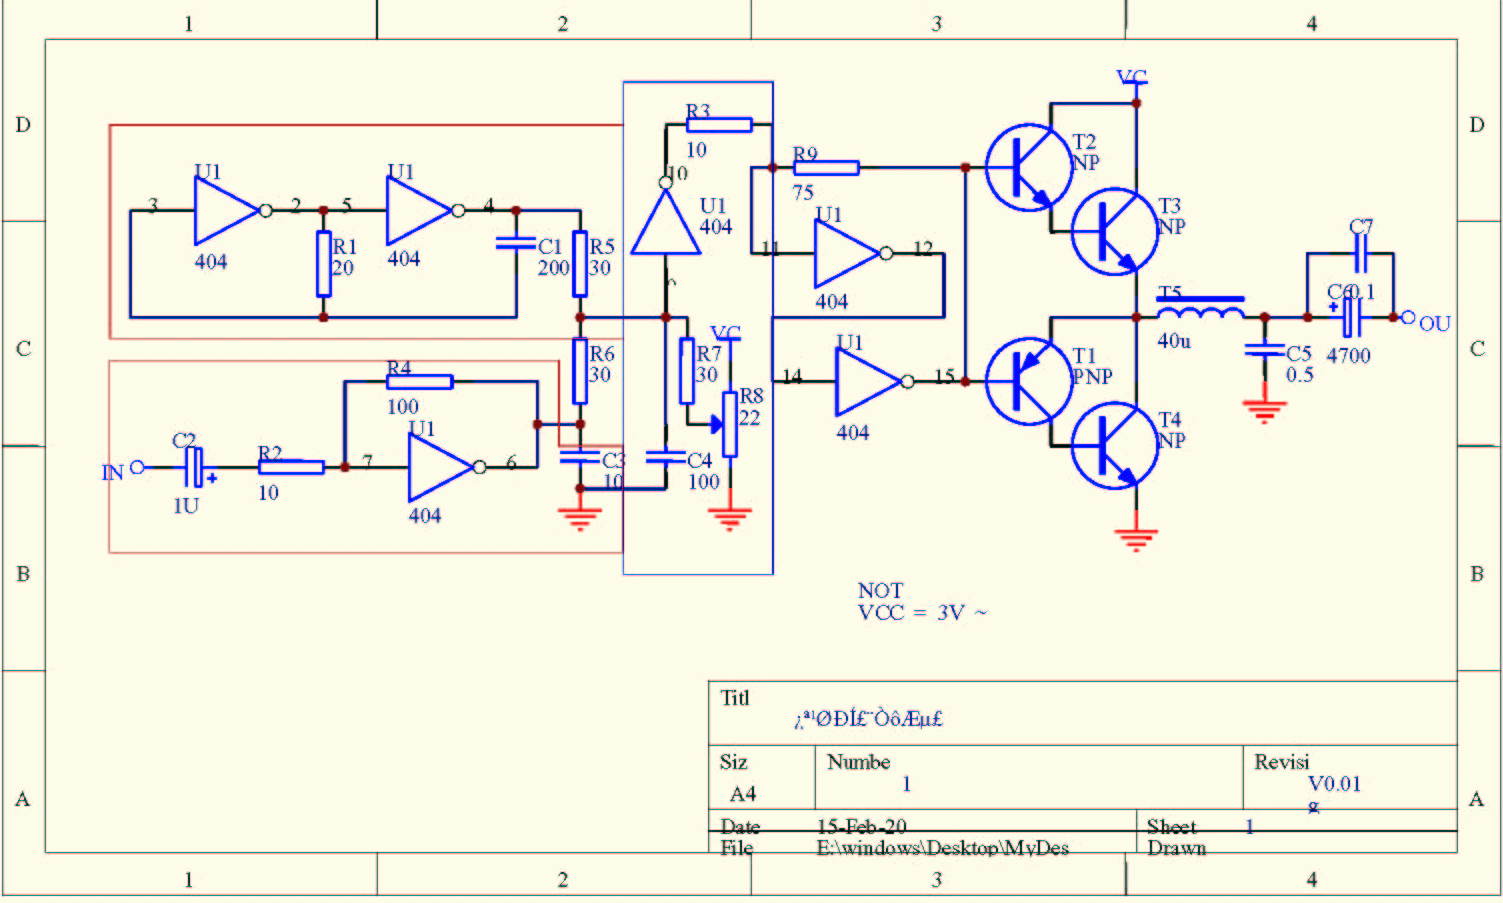 1 2 3 4
D D
VC
R3
10
T2
NP
R9
75
10
U1
404
U1
3 2
404
U1
5 4
404
R1
20
C1
200
R5
30
U1
11 12
404
T3
NP
C7
0.1
T5
40u
C6
4700
OU
C5
0.5
C C
R6
30
VC
R7
30
R8
22
U1
14 15
404
T1
PNP
R4
100
T4
NP
C2
IN
1U
R2
10
U1
7 6
404
C3
10
C4
100
B B
NOT
VCC = 3V ~
Titl
¿ª¹ØÐÍ£¨ÒôÆµ£
Siz
A4
Numbe
1
Revisi
V0.01
A A
Date 15-Feb-20 Sheet 1
File E:\windows\Desktop\MyDes Drawn
1 2 3 4